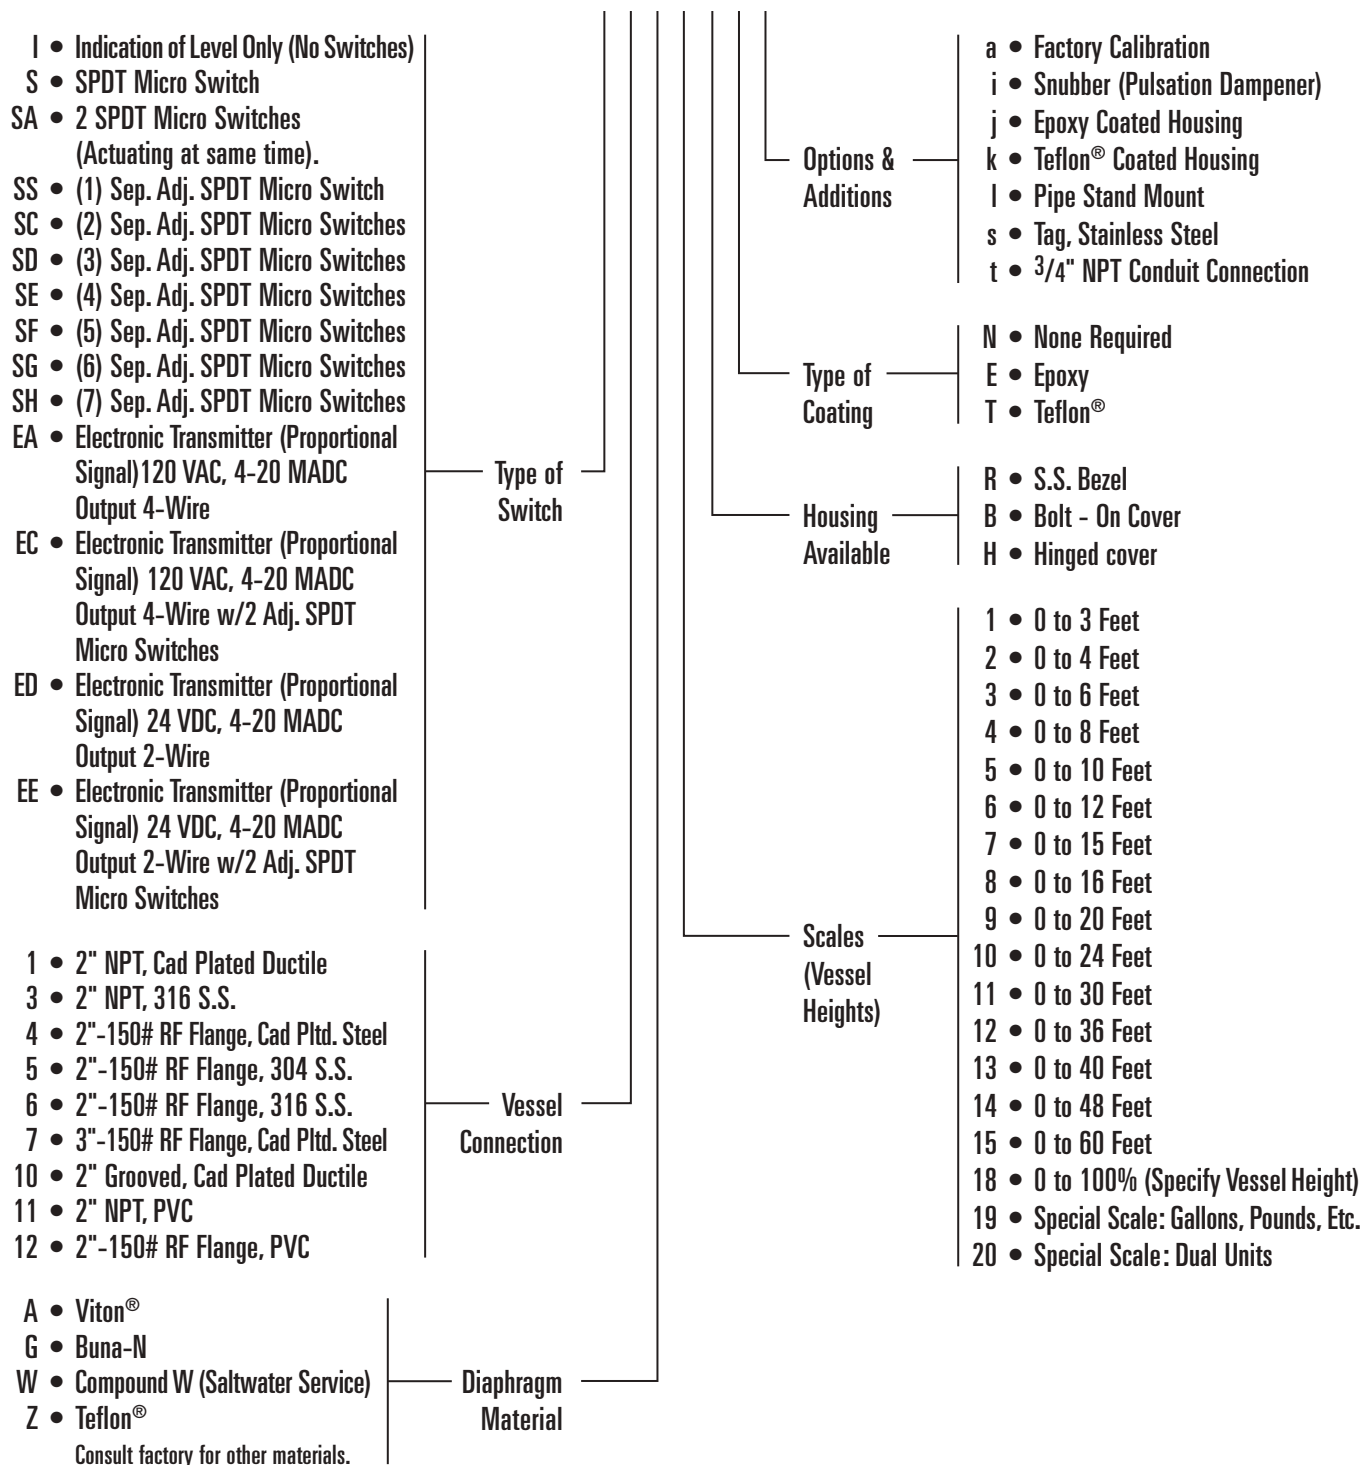 I • Indication of Level Only (No Switches)
S • SPDT Micro Switch
SA • 2 SPDT Micro Switches
(Actuating at same time).
SS • (1) Sep. Adj. SPDT Micro Switch
SC • (2) Sep. Adj. SPDT Micro Switches
SD • (3) Sep. Adj. SPDT Micro Switches
SE • (4) Sep. Adj. SPDT Micro Switches
SF • (5) Sep. Adj. SPDT Micro Switches
SG • (6) Sep. Adj. SPDT Micro Switches
SH • (7) Sep. Adj. SPDT Micro Switches
EA • Electronic Transmitter (Proportional
Signal)120 VAC, 4-20 MADC
Output 4-Wire
EC • Electronic Transmitter (Proportional
Signal) 120 VAC, 4-20 MADC
Output 4-Wire w/2 Adj. SPDT
Micro Switches
ED • Electronic Transmitter (Proportional
Signal) 24 VDC, 4-20 MADC
Output 2-Wire
EE • Electronic Transmitter (Proportional
Signal) 24 VDC, 4-20 MADC
Output 2-Wire w/2 Adj. SPDT
Micro Switches
Type of
Switch
1 • 2" NPT, Cad Plated Ductile
3 • 2" NPT, 316 S.S.
4 • 2"-150# RF Flange, Cad Pltd. Steel
5 • 2"-150# RF Flange, 304 S.S.
6 • 2"-150# RF Flange, 316 S.S.
7 • 3"-150# RF Flange, Cad Pltd. Steel
10 • 2" Grooved, Cad Plated Ductile
11 • 2" NPT, PVC
12 • 2"-150# RF Flange, PVC
Vessel
Connection
A • Viton®
G • Buna-N
W • Compound W (Saltwater Service)
Z • Teflon®
Consult factory for other materials.
Diaphragm
Material
Options &
Additions
a • Factory Calibration
i • Snubber (Pulsation Dampener)
j • Epoxy Coated Housing
k • Teflon® Coated Housing
l • Pipe Stand Mount
s • Tag, Stainless Steel
t • 3/4" NPT Conduit Connection
Type of
Coating
N • None Required
E • Epoxy
T • Teflon®
Housing
Available
R • S.S. Bezel
B • Bolt - On Cover
H • Hinged cover
Scales
(Vessel
Heights)
1 • 0 to 3 Feet
2 • 0 to 4 Feet
3 • 0 to 6 Feet
4 • 0 to 8 Feet
5 • 0 to 10 Feet
6 • 0 to 12 Feet
7 • 0 to 15 Feet
8 • 0 to 16 Feet
9 • 0 to 20 Feet
10 • 0 to 24 Feet
11 • 0 to 30 Feet
12 • 0 to 36 Feet
13 • 0 to 40 Feet
14 • 0 to 48 Feet
15 • 0 to 60 Feet
18 • 0 to 100% (Specify Vessel Height)
19 • Special Scale: Gallons, Pounds, Etc.
20 • Special Scale: Dual Units